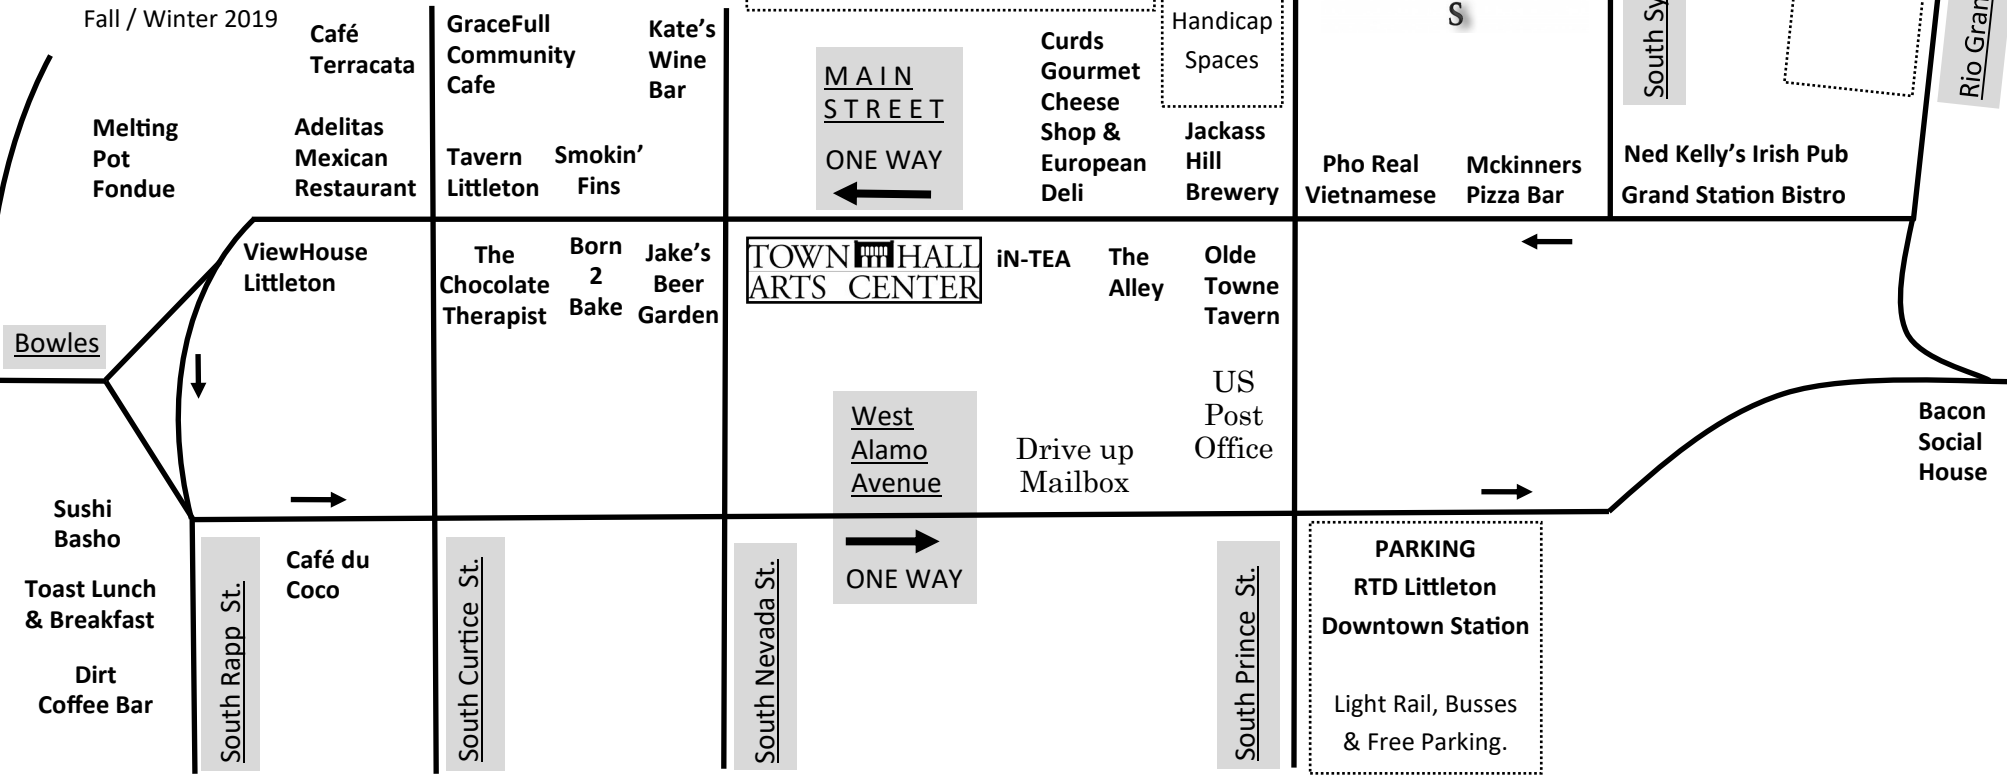 Fall / Winter 2019
Café
Terracata
GraceFull
Community
Cafe
Kate’s
Wine
Bar
MAIN
STREET
ONE WAY
Curds
Gourmet
Cheese
Shop &
European
Deli
Handicap
Spaces
S
South
Melting
Pot
Fondue
Adelitas
Mexican
Restaurant
Tavern
Littleton
Smokin’
Fins
Jackass
Hill
Brewery
Pho Real
Vietnamese
Mckinners
Pizza Bar
Ned Kelly’s Irish Pub
Grand Station Bistro
Rio
ViewHouse
Littleton
The
Chocolate
Therapist
Born
2
Bake
Jake’s
Beer
Garden
TOWN HALL
ARTS CENTER
iN-TEA
The
Alley
Olde
Towne
Tavern
Bowles
West
Alamo
Avenue
ONE WAY
Drive up
Mailbox
US
Post
Office
Bacon
Social
House
Sushi
Basho
Toast Lunch
& Breakfast
Dirt
Coffee Bar
South Rapp St.
Café du
Coco
South Curtice St.
South Nevada St.
South Prince St.
PARKING
RTD Littleton
Downtown Station
Light Rail, Busses
& Free Parking.